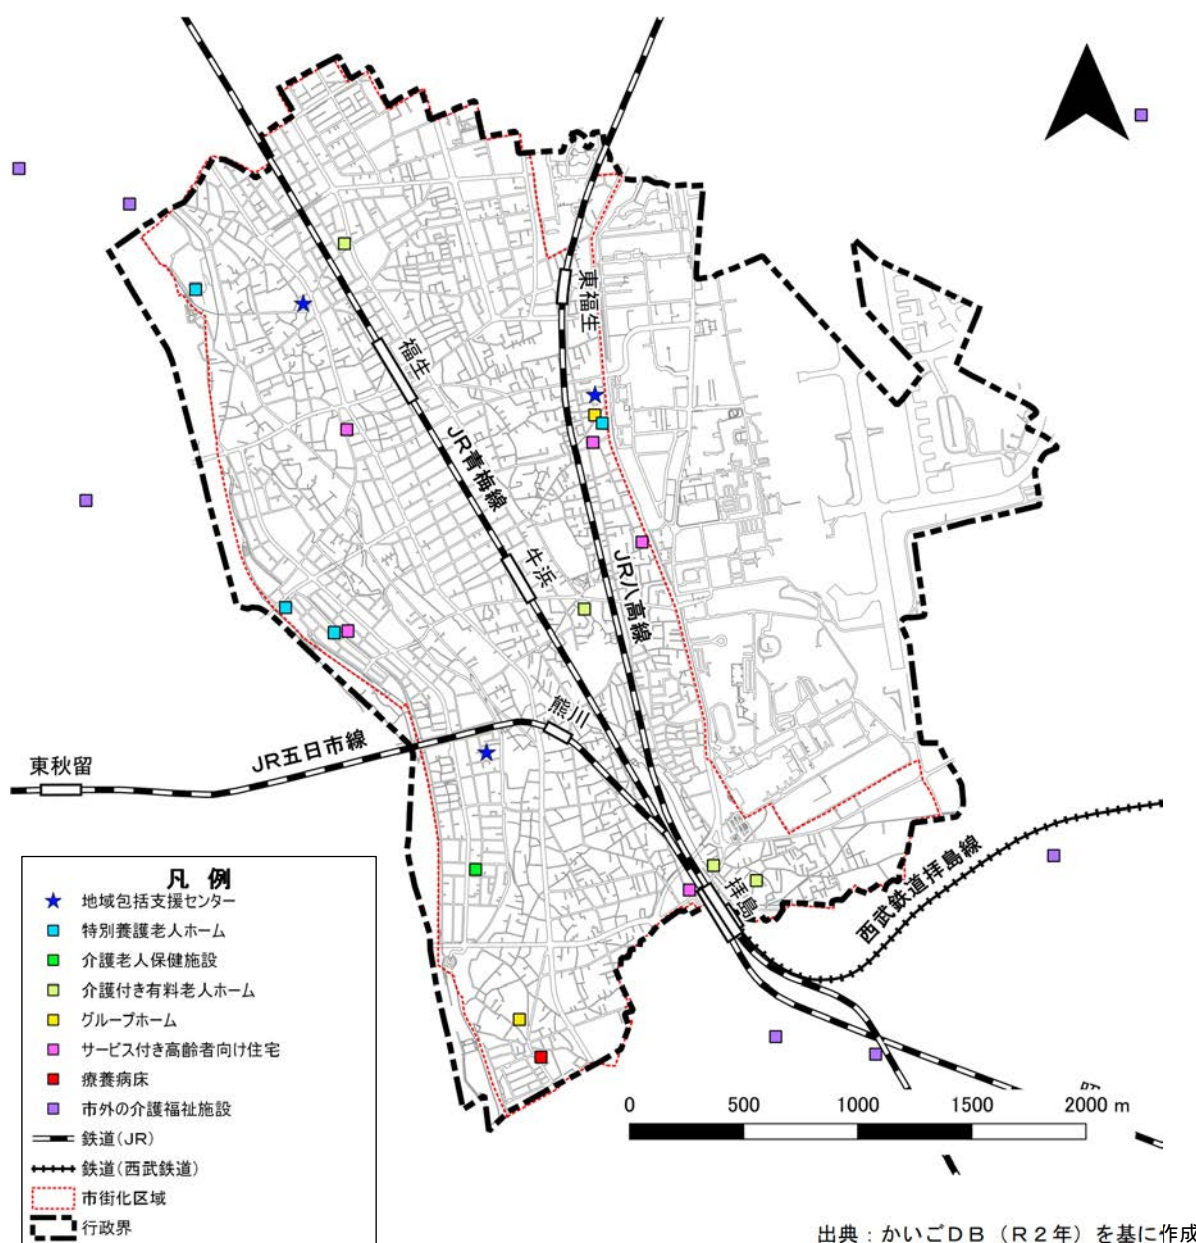 東福生
福生
JR青梅線
牛浜
JR八高線
熊川
JR五日市線
東秋留
拝島
西武鉄道拝島線
凡 例
地域包括支援センター
特別養護老人ホーム
介護老人保健施設
介護付き有料老人ホーム
グループホーム
サービス付き高齢者向け住宅
療養病床
市外の介護福祉施設
鉄道(JR)
鉄道(西武鉄道)
市街化区域
行政界
0 500 1000 1500 2000 m
出典:かいごDB(R2年)を基に作成